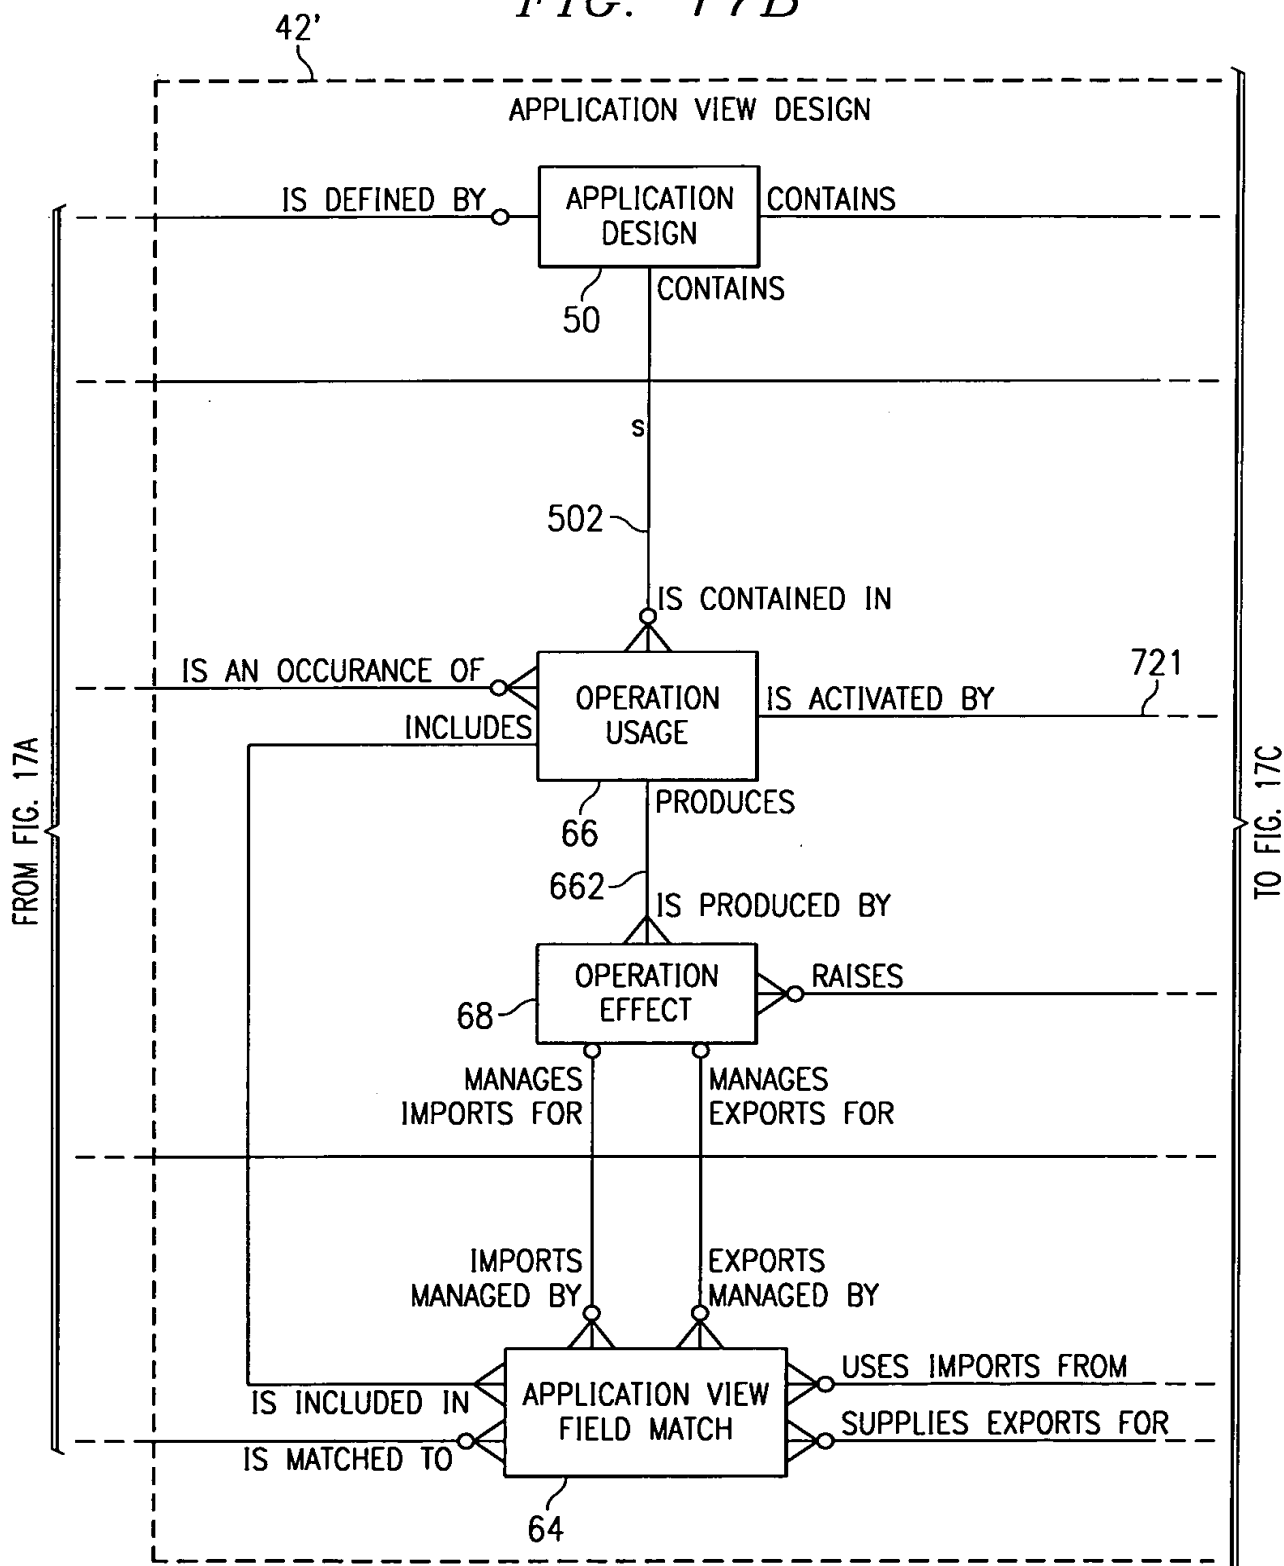 FIG. 17B
42'
APPLICATION VIEW DESIGN
IS DEFINED BY
APPLICATION
DESIGN
CONTAINS
CONTAINS
50
s
502
IS CONTAINED IN
IS AN OCCURANCE OF
OPERATION
USAGE
IS ACTIVATED BY
721
INCLUDES
66
PRODUCES
662
IS PRODUCED BY
OPERATION
EFFECT
RAISES
68
MANAGES
IMPORTS FOR
MANAGES
EXPORTS FOR
IMPORTS
MANAGED BY
EXPORTS
MANAGED BY
APPLICATION VIEW
FIELD MATCH
USES IMPORTS FROM
SUPPLIES EXPORTS FOR
IS INCLUDED IN
IS MATCHED TO
64
FROM FIG. 17A
TO FIG. 17C